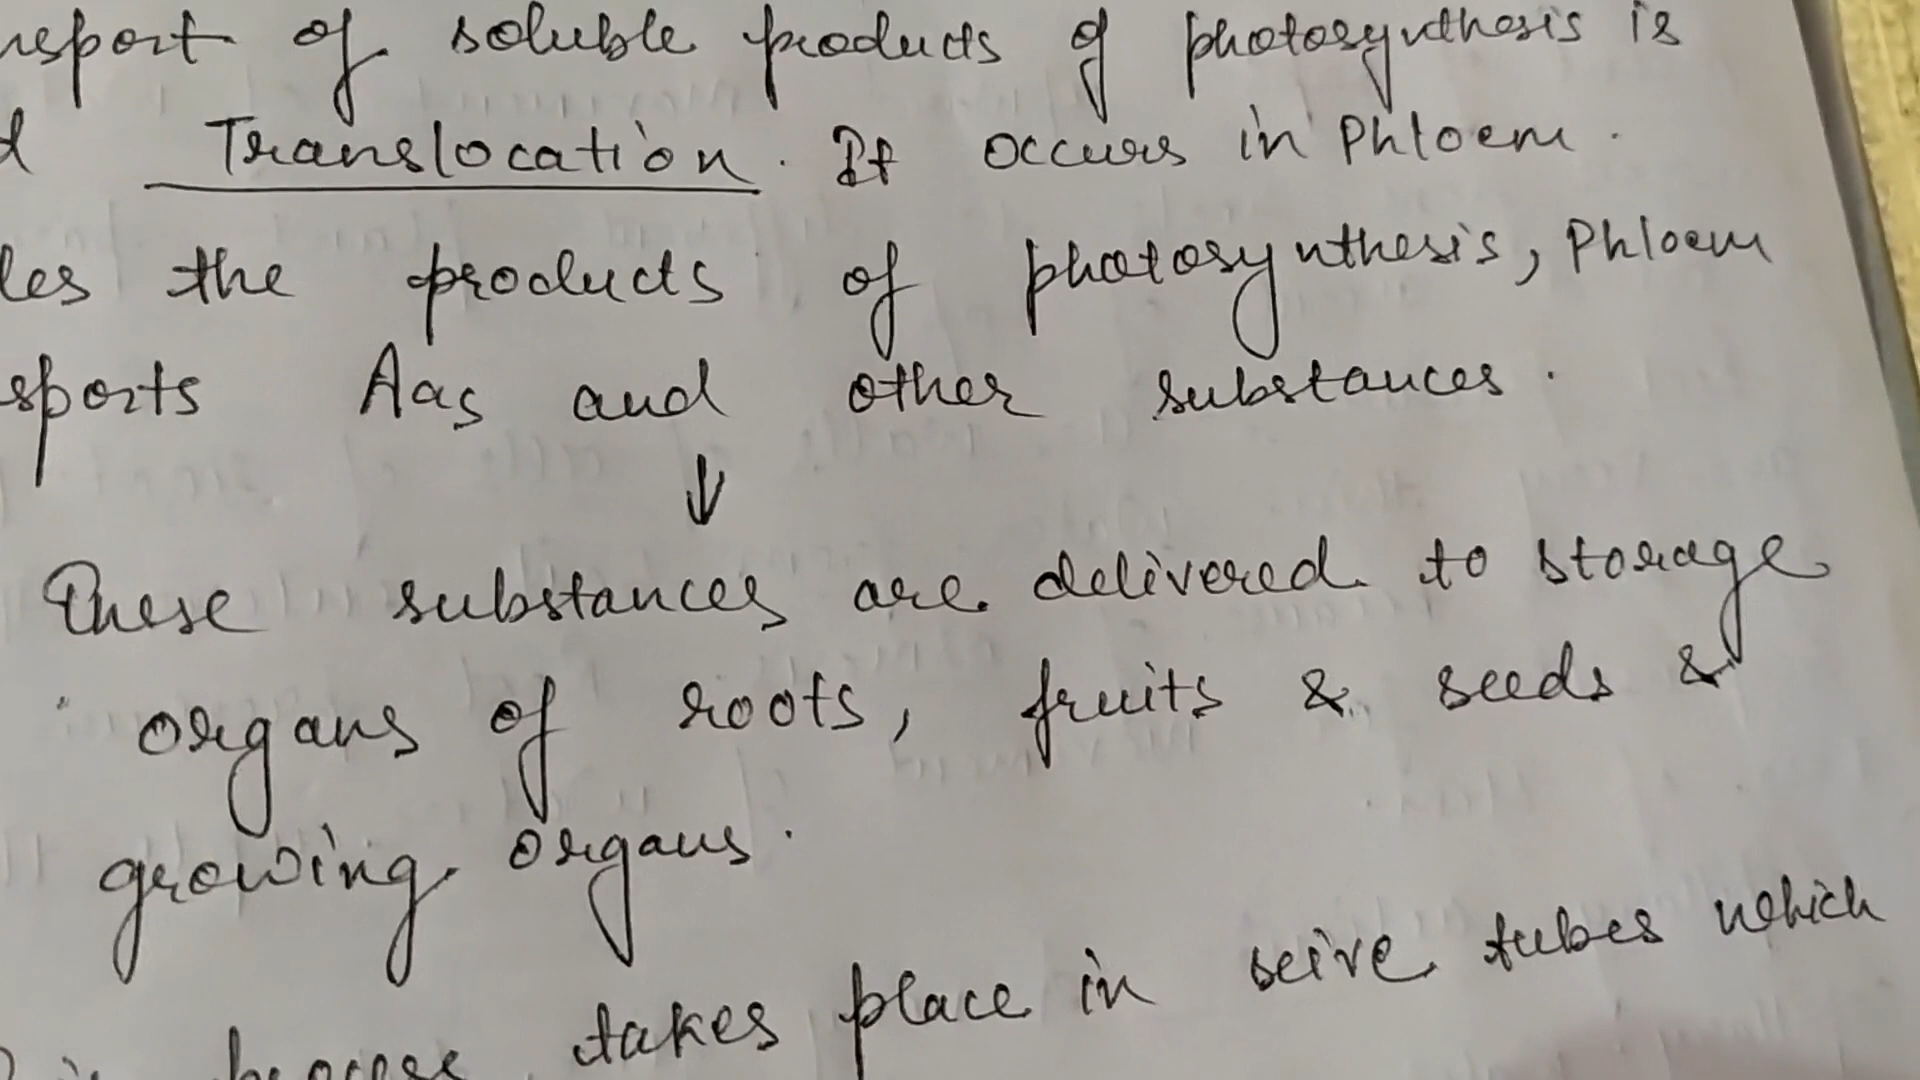 nsport of soluble products of photosynthesis is
d Translocation. It occurs in Phloem.
les the products of photosynthesis, Phloem
sports Aas and other substances.
↓
These substances are delivered to storage
organs of roots, fruits & seeds &
growing organs.
process takes place in seive tubes which